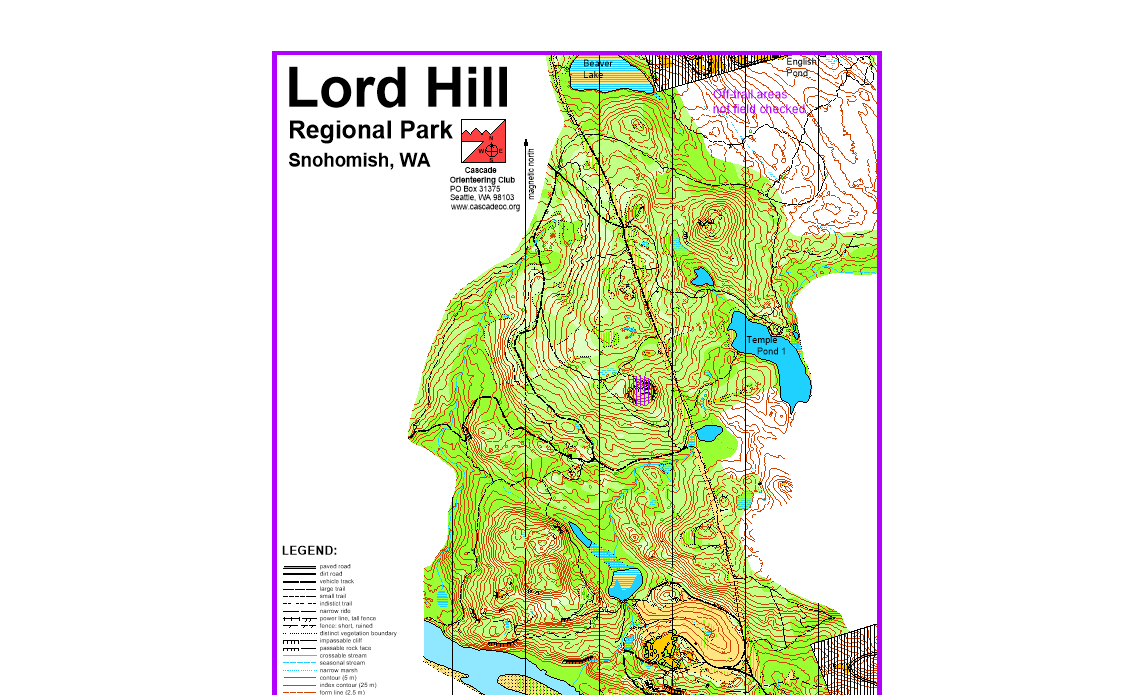 Lord Hill
Regional Park
Snohomish, WA
N
W
E
S
Cascade
Orienteering Club
PO Box 31375
Seattle, WA 98103
www.cascadeoc.org
magnetic north
Beaver
Lake
English
Pond
Off-trail areas
not field checked
Temple
Pond 1
LEGEND:
paved road
dirt road
vehicle track
large trail
small trail
indistict trail
narrow ride
power line, tall fence
fence: short, ruined
distinct vegetation boundary
impassable cliff
passable rock face
crossable stream
seasonal stream
narrow marsh
contour (5 m)
index contour (25 m)
form line (2.5 m)